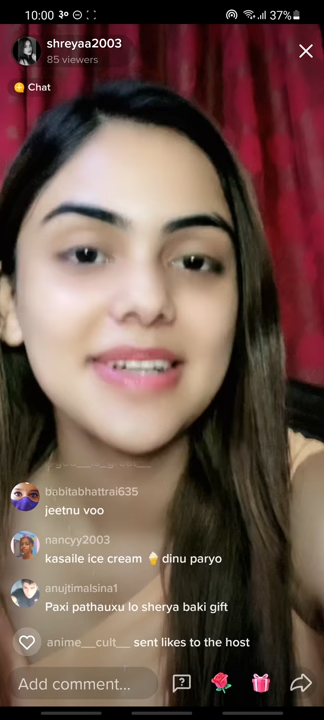 10:00 ३० 37%
shreyaa2003
85 viewers
Chat
babitabhattrai635
jeetnu voo
nancyy2003
kasaile ice cream 🍦 dinu paryo
anujtimalsina1
Paxi pathauxu lo sherya baki gift
anime__cult__ sent likes to the host
Add comment...